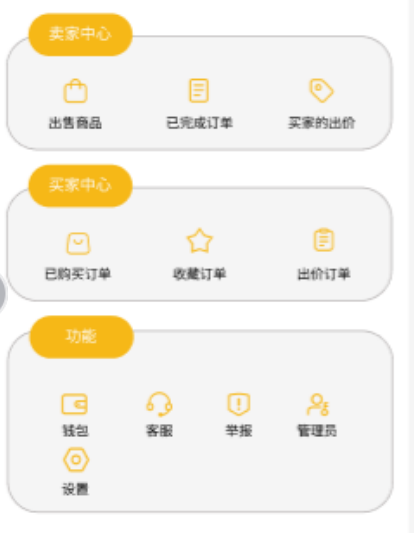 卖家中心
出售商品 已完成订单 买家的出价
买家中心
已购买订单 收藏订单 出价订单
功能
钱包 客服 举报 管理员
设置